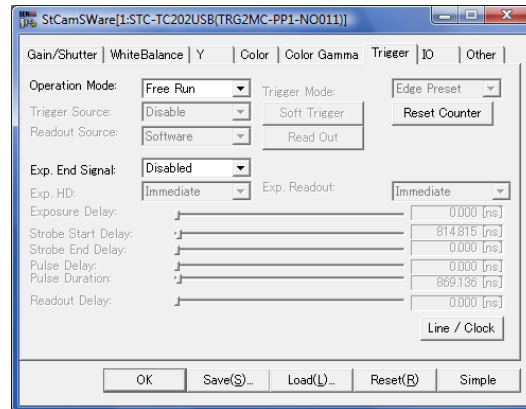 StCamSWare[1:STC-TC202USB(TRG2MC-PP1-NO011)]
Gain/Shutter WhiteBalance Y Color Color Gamma Trigger IO Other
Operation Mode: Free Run Trigger Mode: Edge Preset
Trigger Source: Disable Soft Trigger Reset Counter
Readout Source: Software Read Out
Exp. End Signal: Disabled
Exp. HD: Immediate Exp. Readout: Immediate
Exposure Delay: 0.000 [ns]
Strobe Start Delay: 814.815 [ns]
Strobe End Delay: 0.000 [ns]
Pulse Delay: 0.000 [ns]
Pulse Duration: 869.136 [ns]
Readout Delay: 0.000 [ns]
Line / Clock
OK Save(S)... Load(L)... Reset(R) Simple